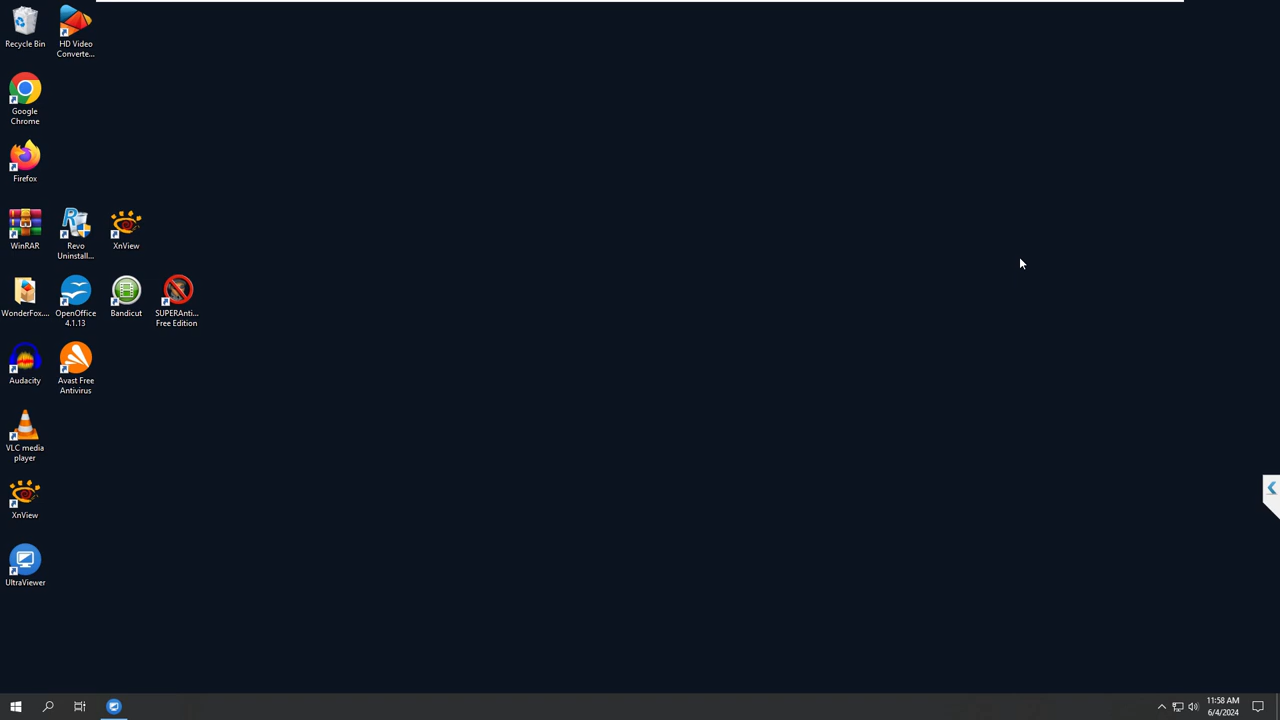 Recycle Bin
HD Video
Converte...
Google
Chrome
Firefox
WinRAR
Revo
Uninstall...
XnView
WonderFox....
OpenOffice
4.1.13
Bandicut
SUPERAnti...
Free Edition
Audacity
Avast Free
Antivirus
VLC media
player
XnView
UltraViewer
11:58 AM
6/4/2024